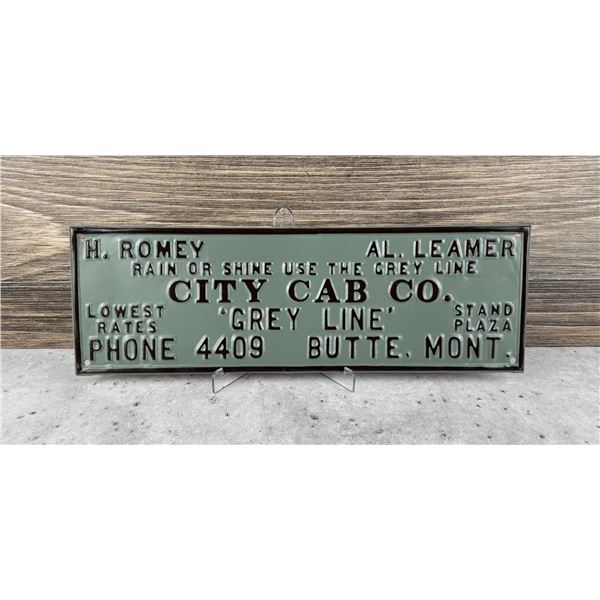 H. ROMEY AL. LEAMER
RAIN OR SHINE USE THE GREY LINE
CITY CAB CO.
LOWEST RATES 'GREY LINE' STAND PLAZA
PHONE 4409 BUTTE, MONT.